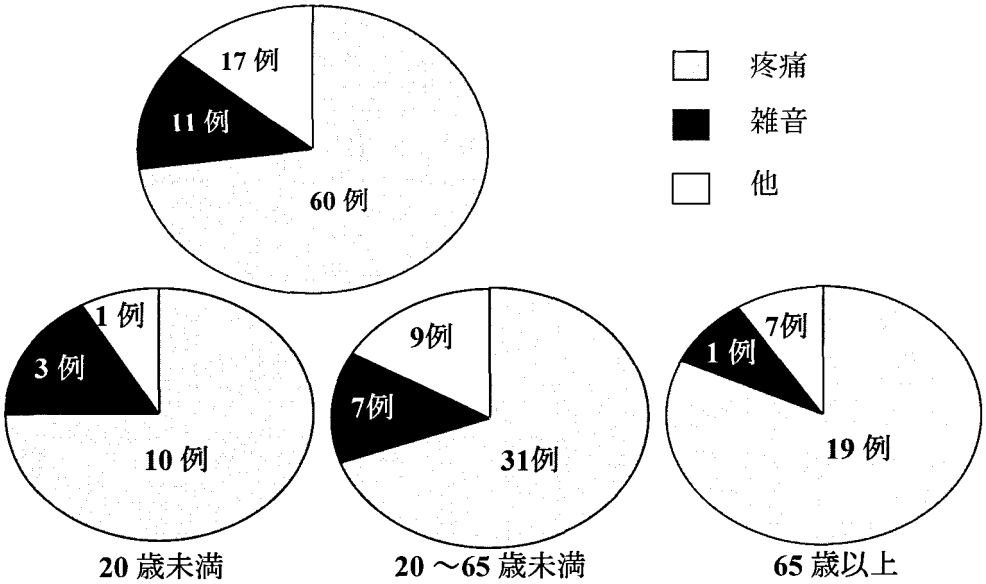 17 例
11 例
60 例
疼痛
雑音
他
1 例
3 例
10 例
20 歳未満
9例
7例
31例
20 ～65 歳未満
7例
1 例
19 例
65 歳以上